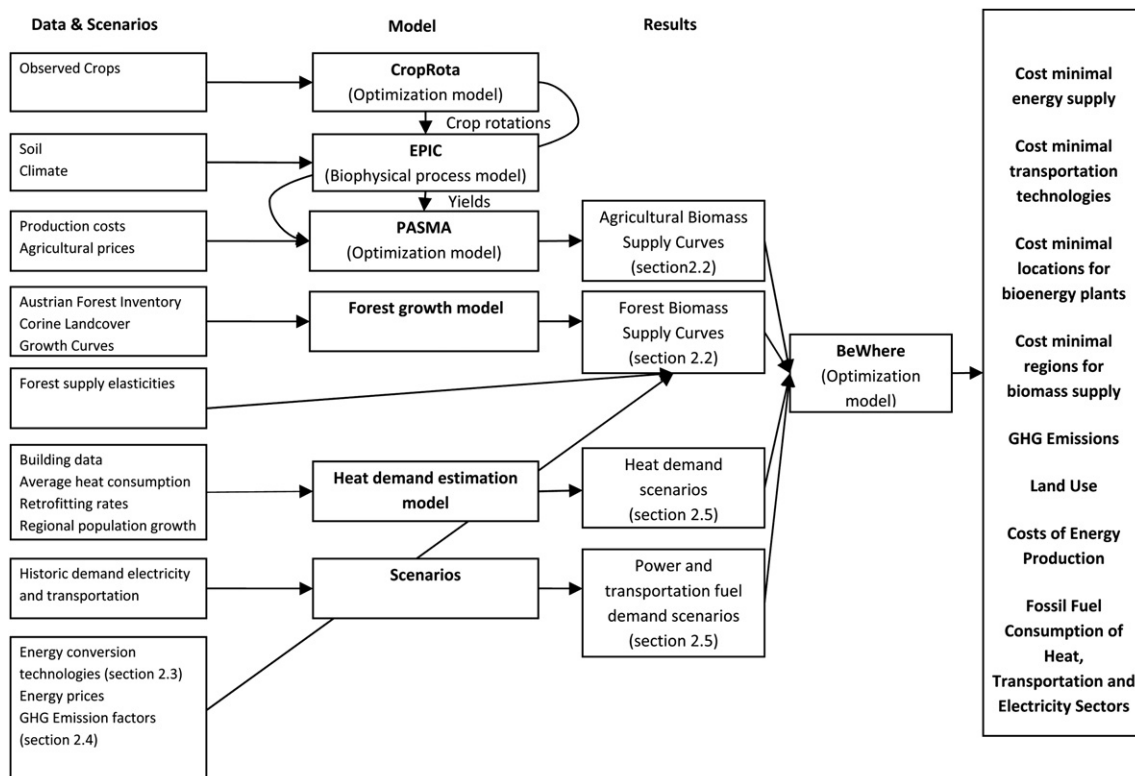 Data & Scenarios
Model
Results
Observed Crops
CropRota
(Optimization model)
Crop rotations
Soil
Climate
EPIC
(Biophysical process model)
Yields
Production costs
Agricultural prices
PASMA
(Optimization model)
Agricultural Biomass
Supply Curves
(section2.2)
Austrian Forest Inventory
Corine Landcover
Growth Curves
Forest growth model
Forest Biomass
Supply Curves
(section 2.2)
Forest supply elasticities
Building data
Average heat consumption
Retrofitting rates
Regional population growth
Heat demand estimation
model
Heat demand
scenarios
(section 2.5)
Historic demand electricity
and transportation
Scenarios
Power and
transportation fuel
demand scenarios
(section 2.5)
Energy conversion
technologies (section 2.3)
Energy prices
GHG Emission factors
(section 2.4)
BeWhere
(Optimization
model)
Cost minimal
energy supply
Cost minimal
transportation
technologies
Cost minimal
locations for
bioenergy plants
Cost minimal
regions for
biomass supply
GHG Emissions
Land Use
Costs of Energy
Production
Fossil Fuel
Consumption of
Heat,
Transportation and
Electricity Sectors